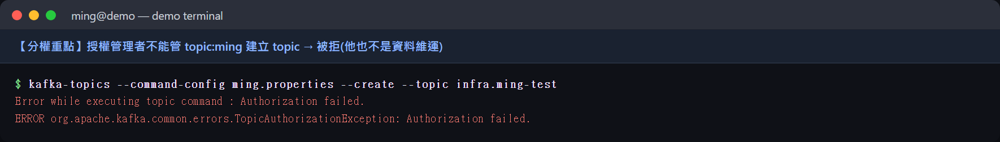 ming@demo — demo terminal
【分權重點】授權管理者不能管 topic:ming 建立 topic → 被拒(他也不是資料維運)
$ kafka-topics --command-config ming.properties --create --topic infra.ming-test
Error while executing topic command : Authorization failed.
ERROR org.apache.kafka.common.errors.TopicAuthorizationException: Authorization failed.